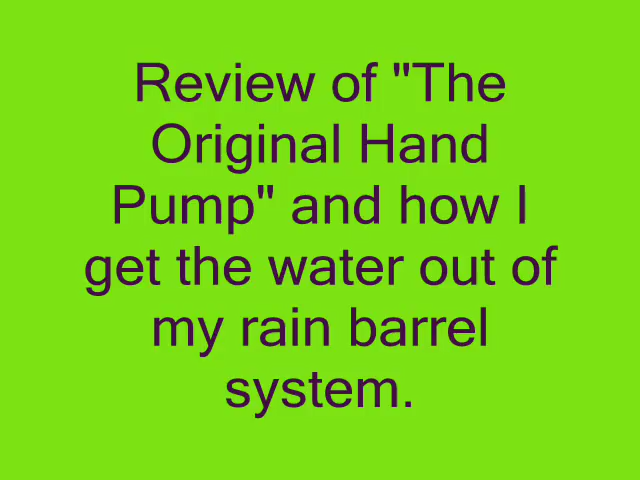 Review of "The
Original Hand
Pump" and how I
get the water out of
my rain barrel
system.